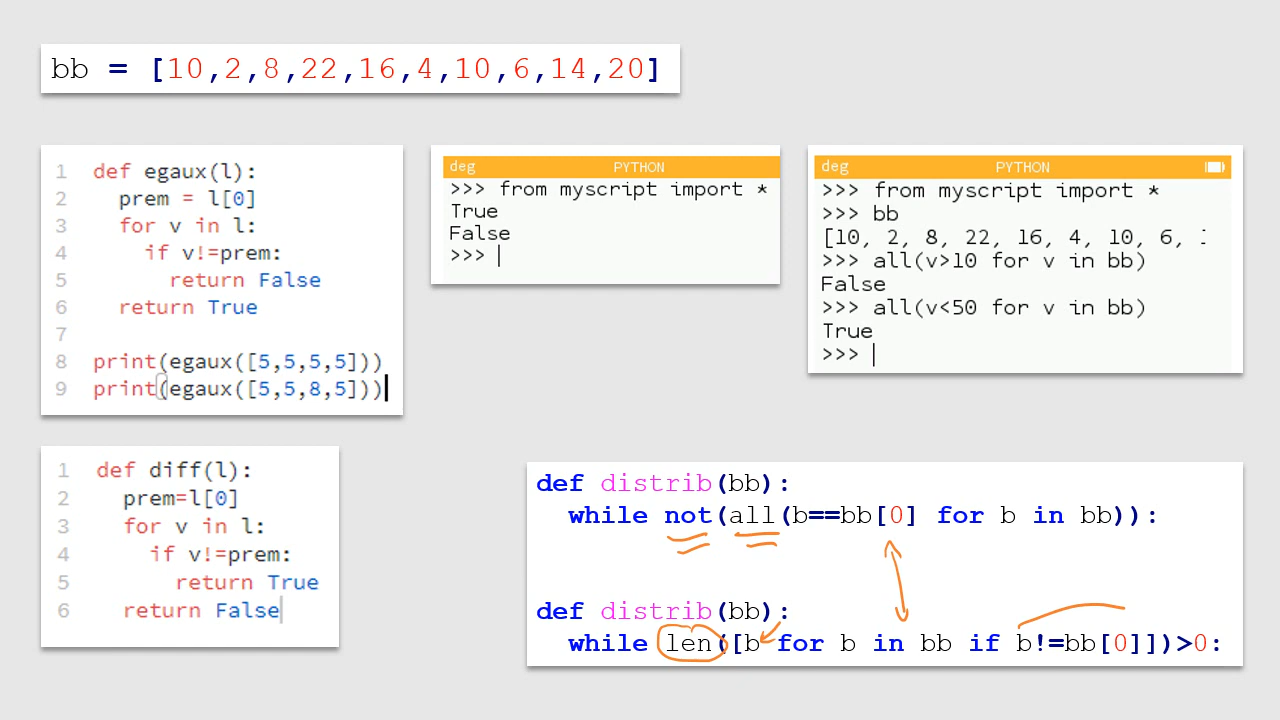 bb = [10,2,8,22,16,4,10,6,14,20]
1 def egaux(l):
2   prem = l[0]
3   for v in l:
4     if v!=prem:
5       return False
6   return True
7
8 print(egaux([5,5,5,5]))
9 print(egaux([5,5,8,5]))
deg PYTHON
>>> from myscript import *
True
False
>>>
deg PYTHON
>>> from myscript import *
>>> bb
[10, 2, 8, 22, 16, 4, 10, 6,
>>> all(v>10 for v in bb)
False
>>> all(v<50 for v in bb)
True
>>>
1 def diff(l):
2   prem=l[0]
3   for v in l:
4     if v!=prem:
5       return True
6   return False
def distrib(bb):
  while not(all(b==bb[0] for b in bb)):
def distrib(bb):
  while len([b for b in bb if b!=bb[0]])>0: